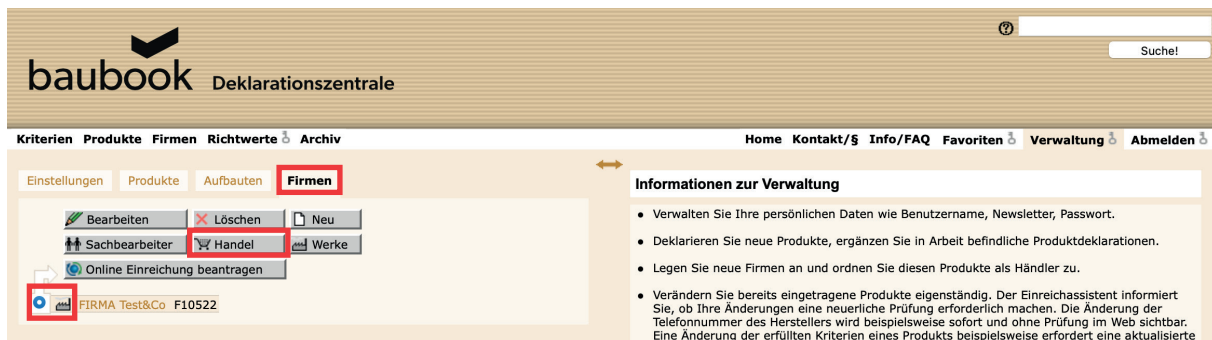 Suche!
baubook Deklarationszentrale
Kriterien Produkte Firmen Richtwerte Archiv
Home Kontakt/§ Info/FAQ Favoriten Verwaltung Abmelden
Einstellungen Produkte Aufbauten Firmen
Bearbeiten Löschen Neu
Sachbearbeiter Handel Werke
Online Einreichung beantragen
FIRMA Test&Co F10522
Informationen zur Verwaltung
• Verwalten Sie Ihre persönlichen Daten wie Benutzername, Newsletter, Passwort.
• Deklarieren Sie neue Produkte, ergänzen Sie in Arbeit befindliche Produktdeklarationen.
• Legen Sie neue Firmen an und ordnen Sie diesen Produkte als Händler zu.
• Verändern Sie bereits eingetragene Produkte eigenständig. Der Einreichassistent informiert
Sie, ob Ihre Änderungen eine neuerliche Prüfung erforderlich machen. Die Änderung der
Telefonnummer des Herstellers wird beispielsweise sofort und ohne Prüfung im Web sichtbar.
Eine Änderung der erfüllten Kriterien eines Produkts beispielsweise erfordert eine aktualisierte